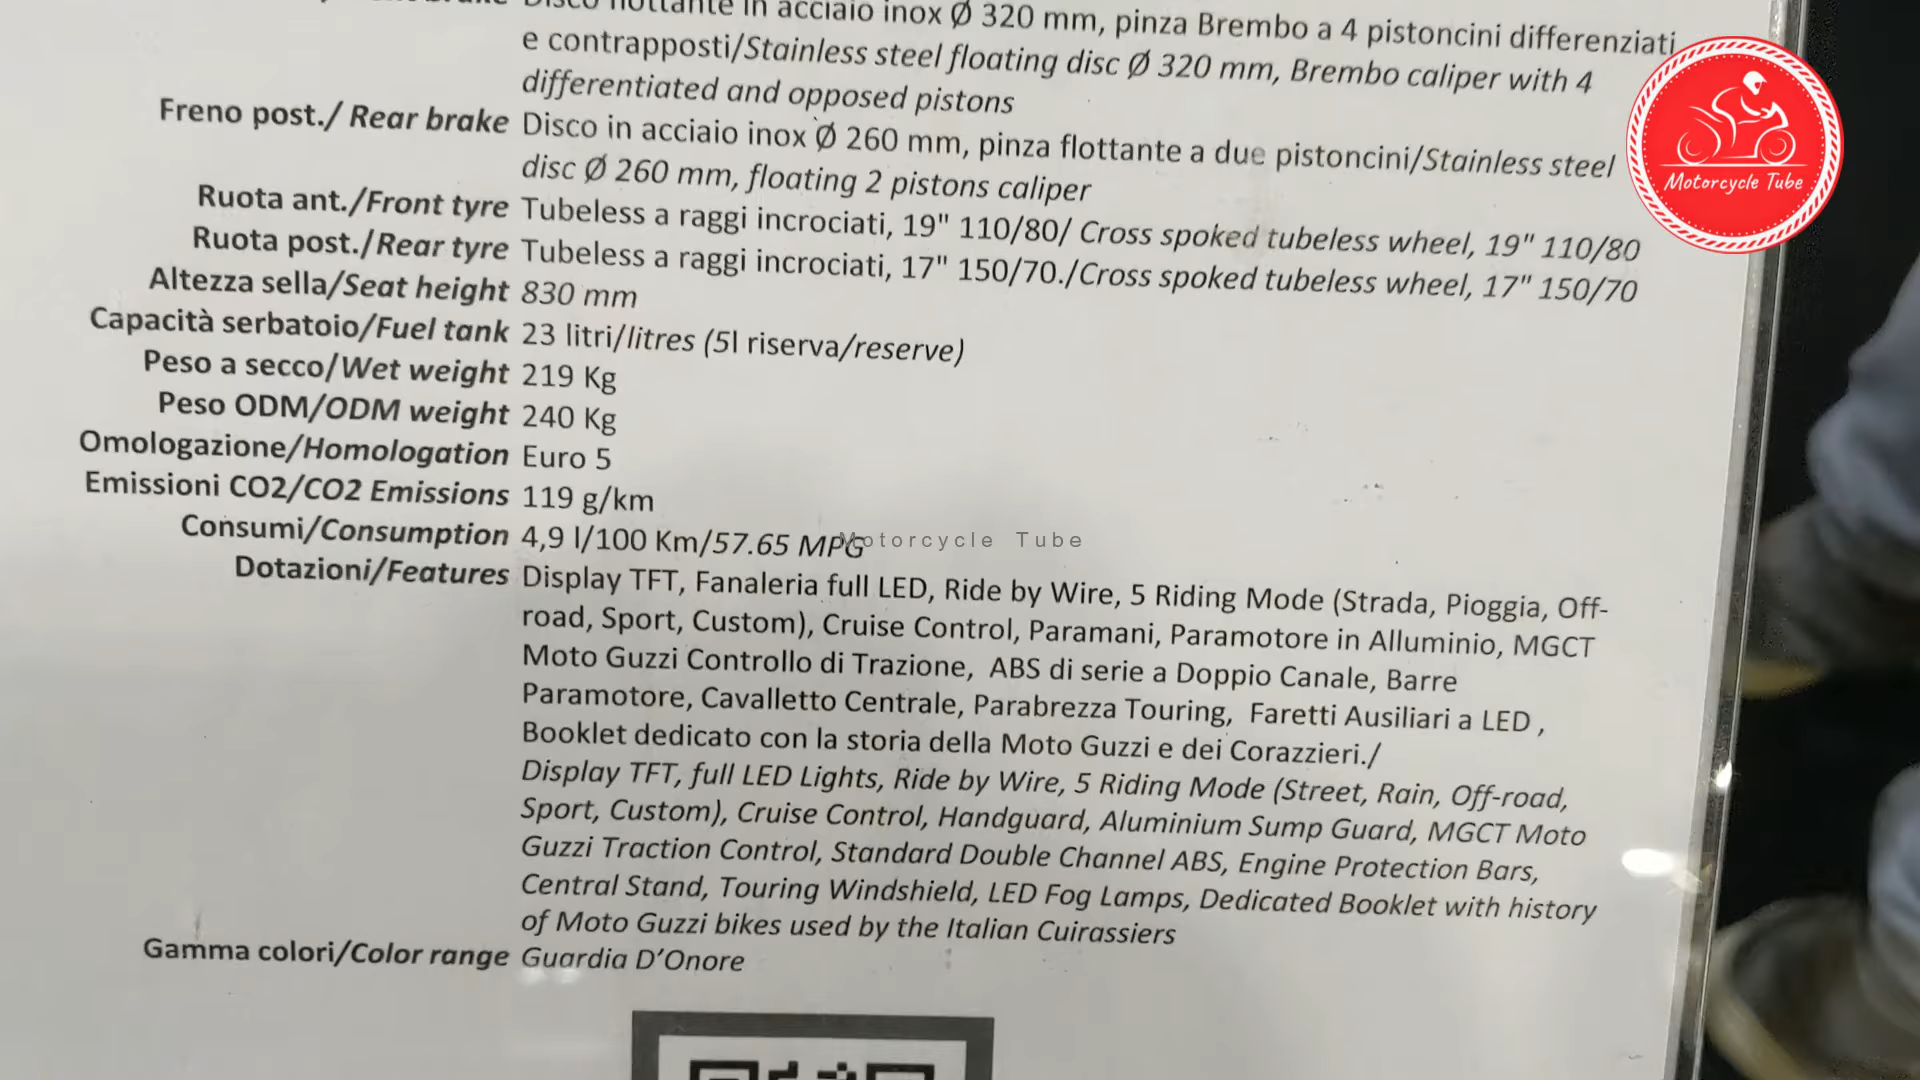 Disco flottante in acciaio inox Ø 320 mm, pinza Brembo a 4 pistoncini differenziati
e contrapposti/Stainless steel floating disc Ø 320 mm, Brembo caliper with 4
differentiated and opposed pistons
Freno post./ Rear brake Disco in acciaio inox Ø 260 mm, pinza flottante a due pistoncini/Stainless steel
disc Ø 260 mm, floating 2 pistons caliper
Ruota ant./Front tyre Tubeless a raggi incrociati, 19" 110/80/ Cross spoked tubeless wheel, 19" 110/80
Ruota post./Rear tyre Tubeless a raggi incrociati, 17" 150/70./Cross spoked tubeless wheel, 17" 150/70
Altezza sella/Seat height 830 mm
Capacità serbatoio/Fuel tank 23 litri/litres (5l riserva/reserve)
Peso a secco/Wet weight 219 Kg
Peso ODM/ODM weight 240 Kg
Omologazione/Homologation Euro 5
Emissioni CO2/CO2 Emissions 119 g/km
Consumi/Consumption 4,9 l/100 Km/57.65 MPG
Dotazioni/Features Display TFT, Fanaleria full LED, Ride by Wire, 5 Riding Mode (Strada, Pioggia, Off-
road, Sport, Custom), Cruise Control, Paramani, Paramotore in Alluminio, MGCT
Moto Guzzi Controllo di Trazione, ABS di serie a Doppio Canale, Barre
Paramotore, Cavalletto Centrale, Parabrezza Touring, Faretti Ausiliari a LED ,
Booklet dedicato con la storia della Moto Guzzi e dei Corazzieri./
Display TFT, full LED Lights, Ride by Wire, 5 Riding Mode (Street, Rain, Off-road,
Sport, Custom), Cruise Control, Handguard, Aluminium Sump Guard, MGCT Moto
Guzzi Traction Control, Standard Double Channel ABS, Engine Protection Bars,
Central Stand, Touring Windshield, LED Fog Lamps, Dedicated Booklet with history
of Moto Guzzi bikes used by the Italian Cuirassiers
Gamma colori/Color range Guardia D'Onore
Motorcycle Tube
Motorcycle Tube